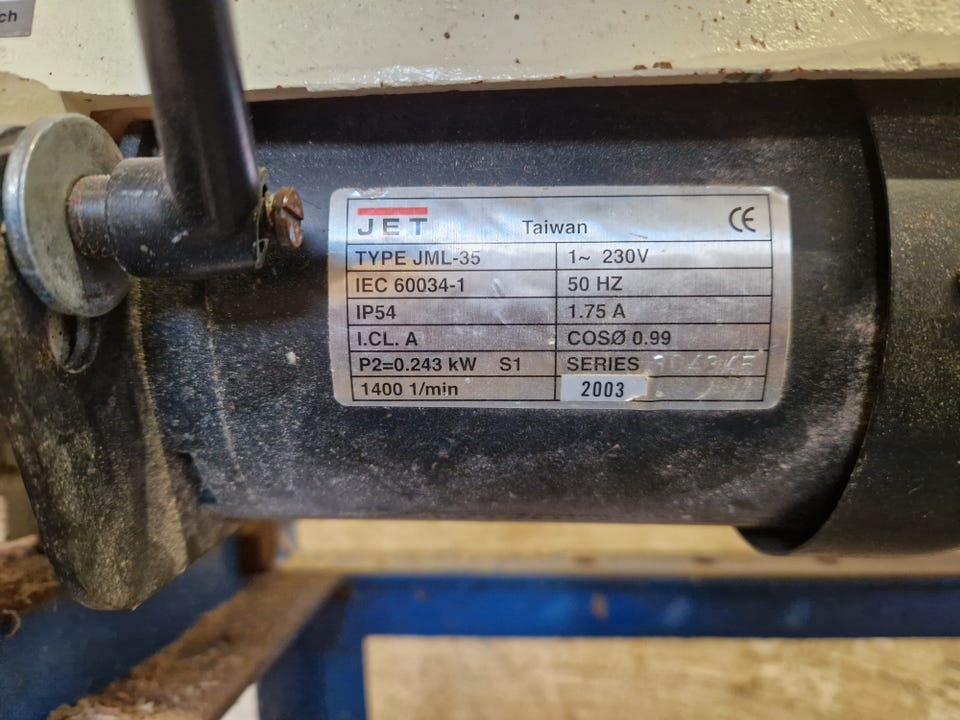 ch
JET Taiwan CE
TYPE JML-35 1~ 230V
IEC 60034-1 50 HZ
IP54 1.75 A
I.CL. A COSØ 0.99
P2=0.243 kW S1 SERIES
1400 1/min 2003